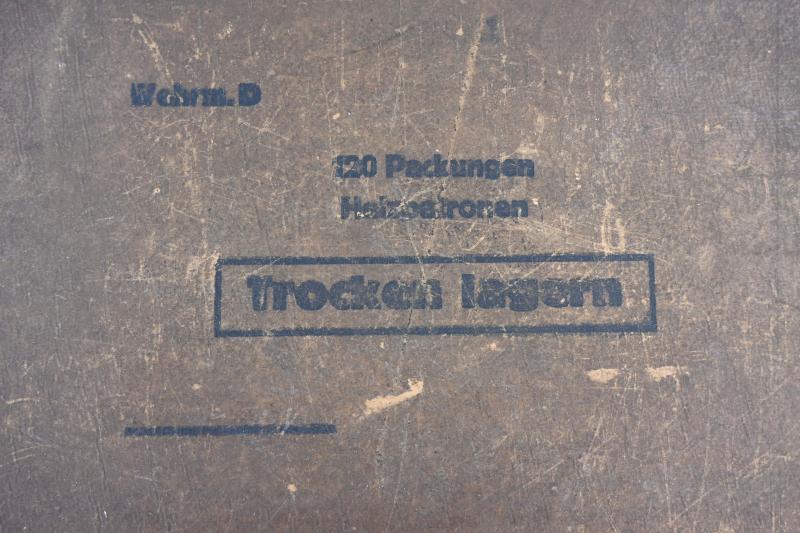 Wehrm. D
120 Packungen
Heizpatronen
Trocken lagern